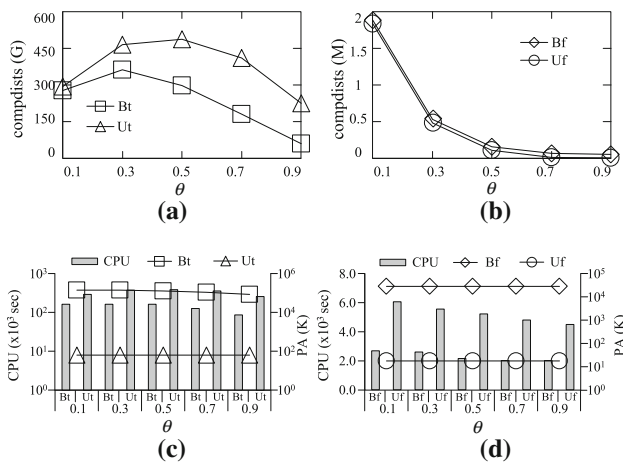 600
450
300
150
0
compdists (G)
Bt
Ut
0.1 0.3 0.5 0.7 0.9
θ
(a)
2
1.5
1
0.5
0
compdists (M)
Bf
Uf
0.1 0.3 0.5 0.7 0.9
θ
(b)
CPU Bt Ut
10³
10²
10¹
10⁰
CPU (x10³ sec)
10⁶
10⁴
10²
10⁰
PA (K)
Bt Ut Bt Ut Bt Ut Bt Ut Bt Ut
0.1 0.3 0.5 0.7 0.9
θ
(c)
CPU Bf Uf
8.0
6.0
4.0
2.0
0.0
CPU (x10³ sec)
10⁵
10⁴
10³
10²
10¹
10⁰
PA (K)
Bf Uf Bf Uf Bf Uf Bf Uf Bf Uf
0.1 0.3 0.5 0.7 0.9
θ
(d)